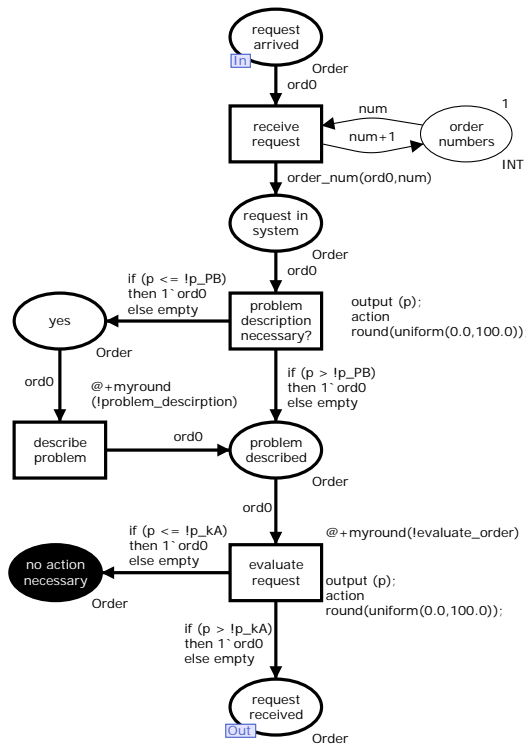 request
arrived
In
Order
ord0
1
num
receive
request
num+1
order
numbers
INT
order_num(ord0,num)
request in
system
Order
ord0
if (p <= !p_PB)
then 1`ord0
else empty
yes
Order
problem
description
necessary?
output (p);
action
round(uniform(0.0,100.0));
ord0
@+myround
(!problem_descirption)
if (p > !p_PB)
then 1`ord0
else empty
describe
problem
ord0
problem
described
Order
ord0
if (p <= !p_kA)
then 1`ord0
else empty
@+myround(!evaluate_order)
no action
necessary
Order
evaluate
request
output (p);
action
round(uniform(0.0,100.0));
if (p > !p_kA)
then 1`ord0
else empty
request
received
Out
Order